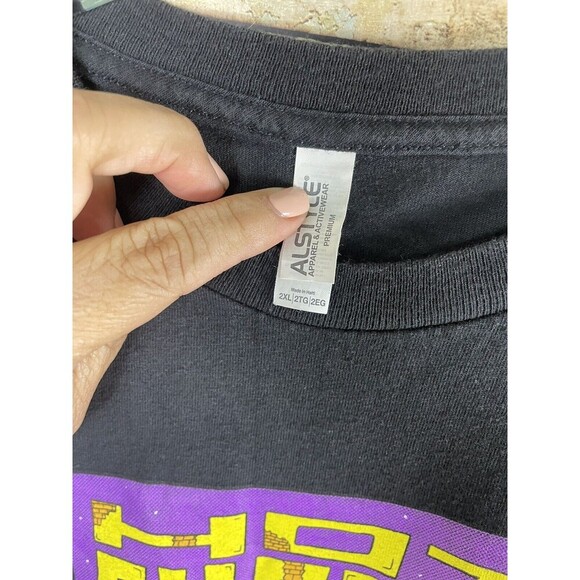 ALSTYLE®
APPAREL & ACTIVEWEAR
PREMIUM
Made in Haiti
2XL|2TG|2EG